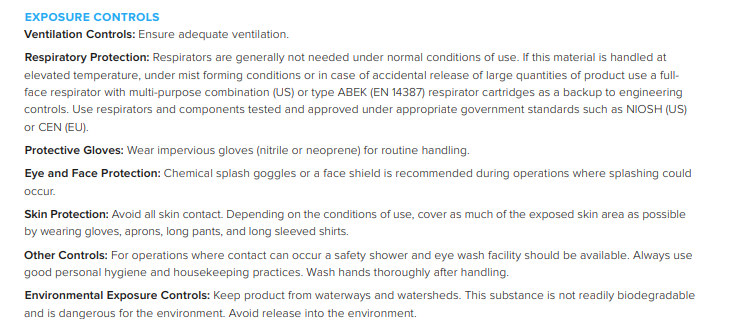 EXPOSURE CONTROLS
Ventilation Controls: Ensure adequate ventilation.
Respiratory Protection: Respirators are generally not needed under normal conditions of use. If this material is handled at
elevated temperature, under mist forming conditions or in case of accidental release of large quantities of product use a full-
face respirator with multi-purpose combination (US) or type ABEK (EN 14387) respirator cartridges as a backup to engineering
controls. Use respirators and components tested and approved under appropriate government standards such as NIOSH (US)
or CEN (EU).
Protective Gloves: Wear impervious gloves (nitrile or neoprene) for routine handling.
Eye and Face Protection: Chemical splash goggles or a face shield is recommended during operations where splashing could
occur.
Skin Protection: Avoid all skin contact. Depending on the conditions of use, cover as much of the exposed skin area as possible
by wearing gloves, aprons, long pants, and long sleeved shirts.
Other Controls: For operations where contact can occur a safety shower and eye wash facility should be available. Always use
good personal hygiene and housekeeping practices. Wash hands thoroughly after handling.
Environmental Exposure Controls: Keep product from waterways and watersheds. This substance is not readily biodegradable
and is dangerous for the environment. Avoid release into the environment.